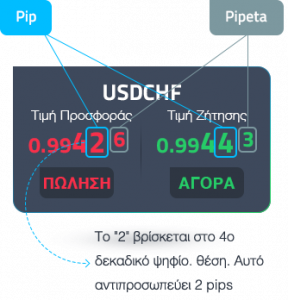 Pip Pipeta
USDCHF
Τιμή Προσφοράς Τιμή Ζήτησης
0.99426 0.99443
ΠΩΛΗΣΗ ΑΓΟΡΑ
Το "2" βρίσκεται στο 4ο
δεκαδικό ψηφίο. θέση. Αυτό
αντιπροσωπεύει 2 pips